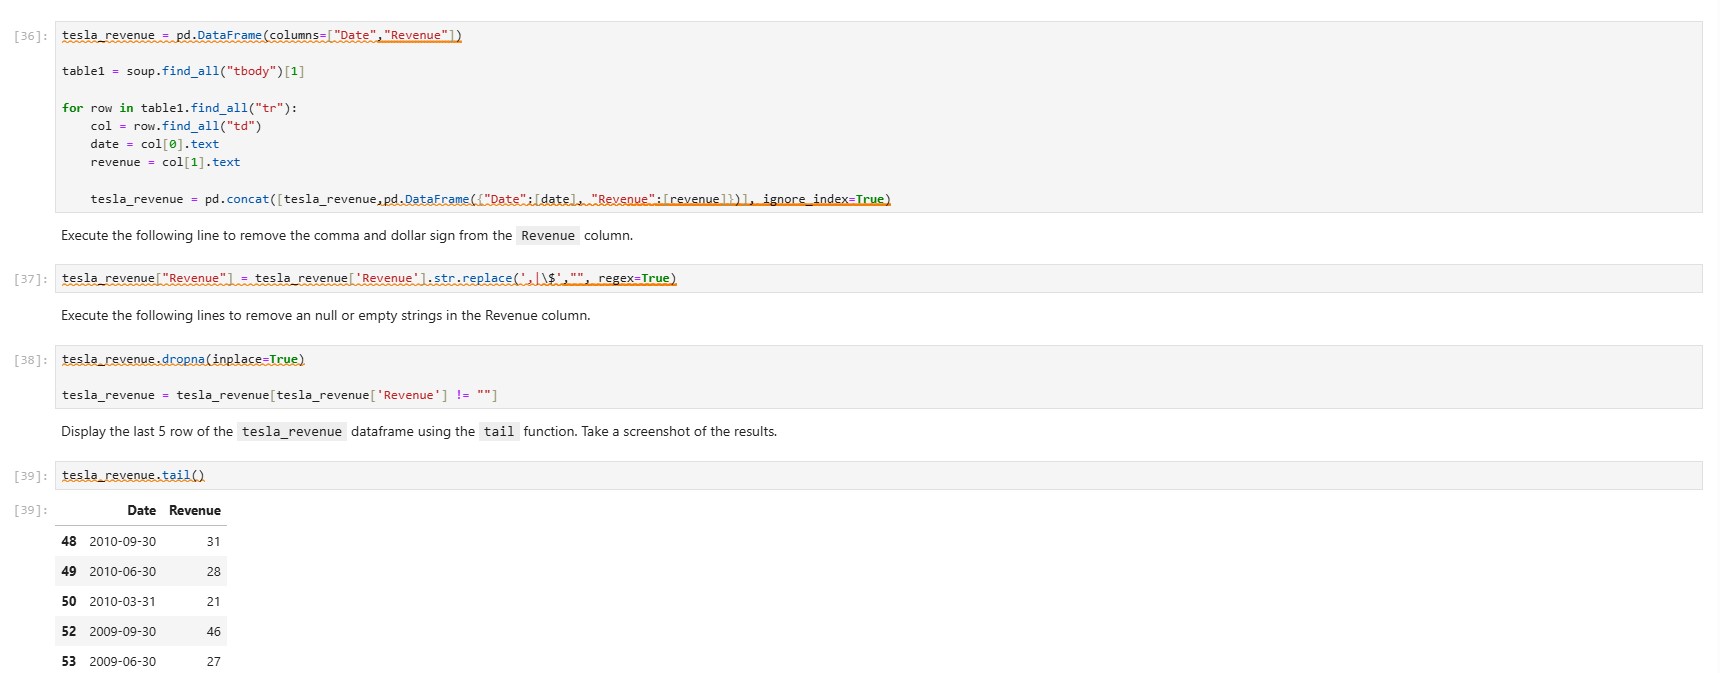 [36]: tesla_revenue = pd.DataFrame(columns=["Date","Revenue"])
table1 = soup.find_all("tbody")[1]
for row in table1.find_all("tr"):
    col = row.find_all("td")
    date = col[0].text
    revenue = col[1].text
    tesla_revenue = pd.concat([tesla_revenue,pd.DataFrame({"Date":[date], "Revenue":[revenue]})], ignore_index=True)
Execute the following line to remove the comma and dollar sign from the Revenue column.
[37]: tesla_revenue["Revenue"] = tesla_revenue['Revenue'].str.replace(',|\$',"", regex=True)
Execute the following lines to remove an null or empty strings in the Revenue column.
[38]: tesla_revenue.dropna(inplace=True)
tesla_revenue = tesla_revenue[tesla_revenue['Revenue'] != ""]
Display the last 5 row of the tesla_revenue dataframe using the tail function. Take a screenshot of the results.
[39]: tesla_revenue.tail()
[39]: Date Revenue
48 2010-09-30 31
49 2010-06-30 28
50 2010-03-31 21
52 2009-09-30 46
53 2009-06-30 27